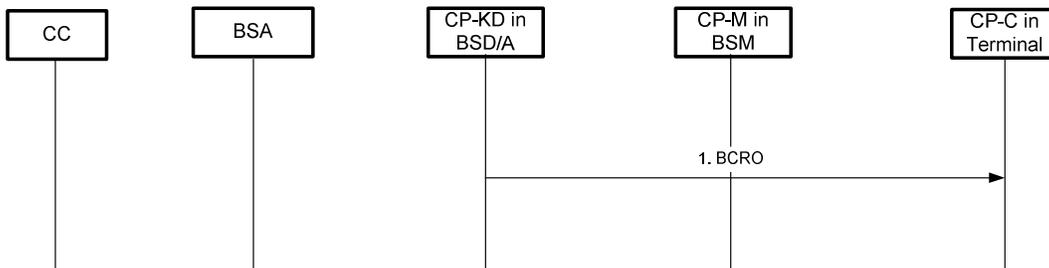 CC
BSA
CP-KD in
BSD/A
CP-M in
BSM
CP-C in
Terminal
1. BCRO